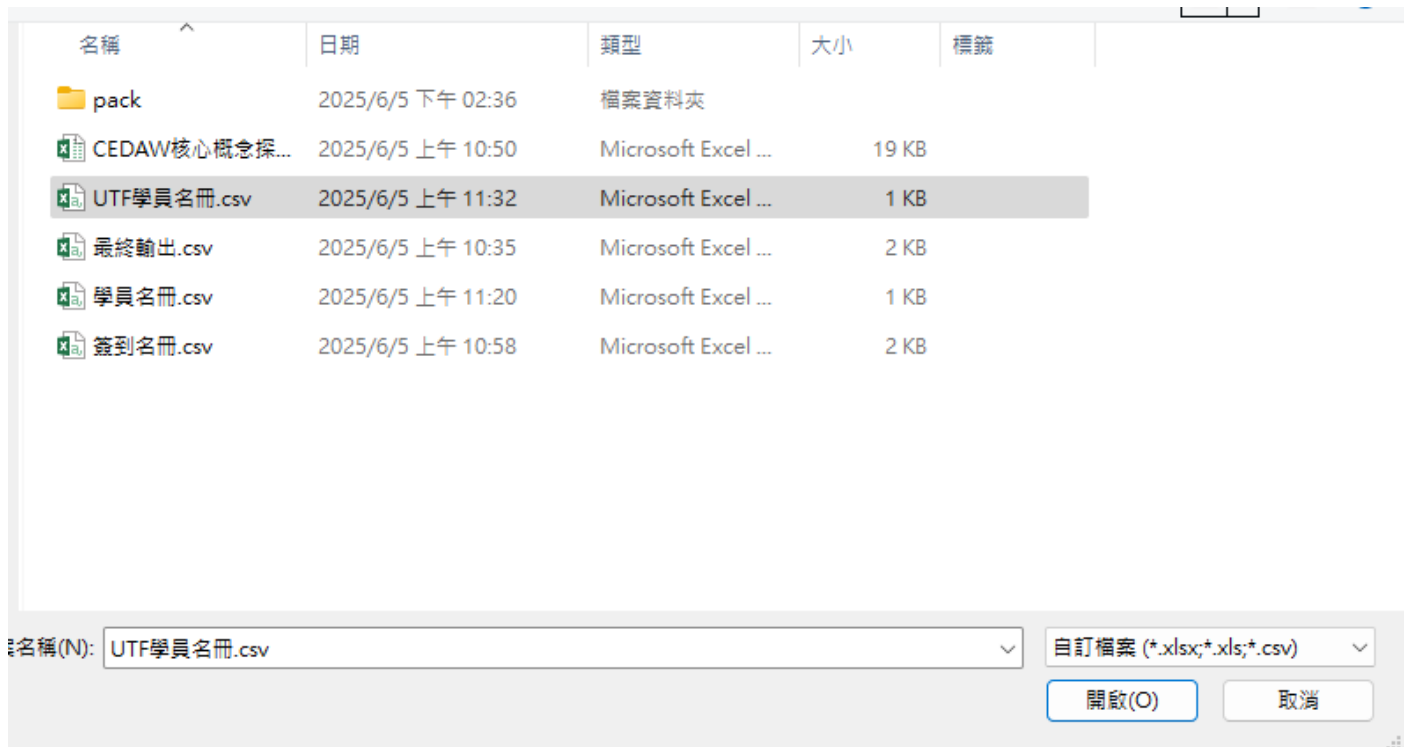 名稱 日期 類型 大小 標籤
pack 2025/6/5 下午 02:36 檔案資料夾
CEDAW核心概念探... 2025/6/5 上午 10:50 Microsoft Excel ... 19 KB
UTF學員名冊.csv 2025/6/5 上午 11:32 Microsoft Excel ... 1 KB
最終輸出.csv 2025/6/5 上午 10:35 Microsoft Excel ... 2 KB
學員名冊.csv 2025/6/5 上午 11:20 Microsoft Excel ... 1 KB
簽到名冊.csv 2025/6/5 上午 10:58 Microsoft Excel ... 2 KB
名稱(N): UTF學員名冊.csv 自訂檔案 (*.xlsx;*.xls;*.csv)
開啟(O) 取消